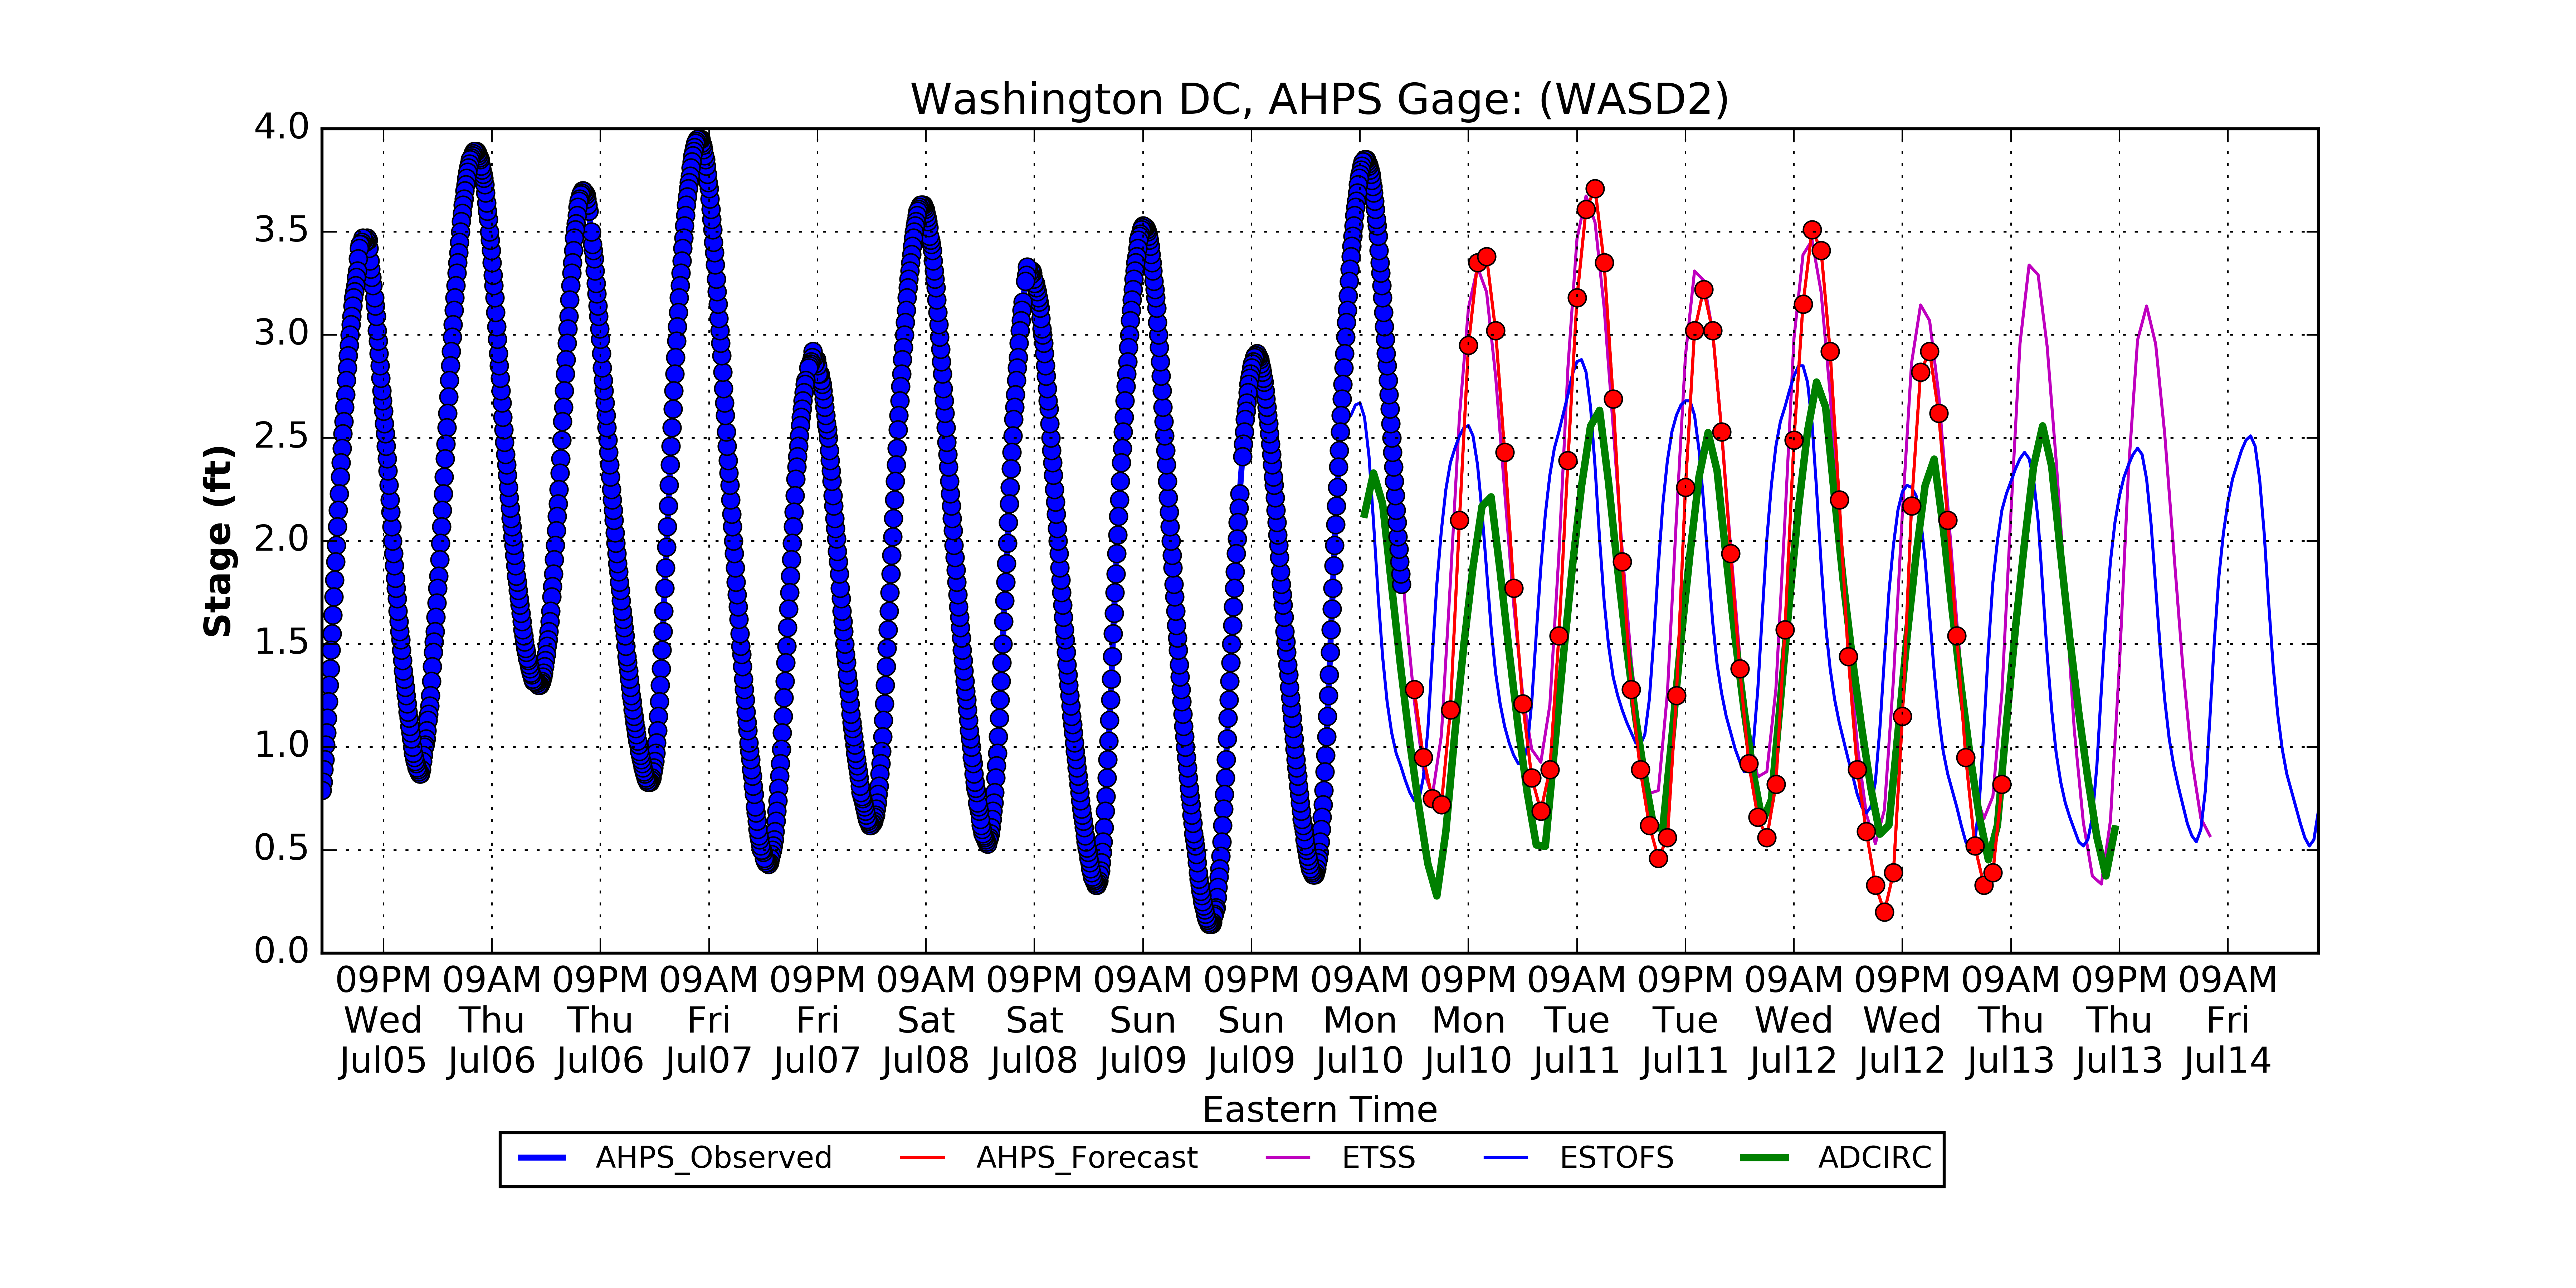 Washington DC, AHPS Gage: (WASD2)
4.0
3.5
3.0
2.5
2.0
1.5
1.0
0.5
0.0
Stage (ft)
09PM 09AM 09PM 09AM 09PM 09AM 09PM 09AM 09PM 09AM 09PM 09AM 09PM 09AM 09PM 09AM 09PM 09AM
Wed Thu Thu Fri Fri Sat Sat Sun Sun Mon Mon Tue Tue Wed Wed Thu Thu Fri
Jul05 Jul06 Jul06 Jul07 Jul07 Jul08 Jul08 Jul09 Jul09 Jul10 Jul10 Jul11 Jul11 Jul12 Jul12 Jul13 Jul13 Jul14
Eastern Time
AHPS_Observed AHPS_Forecast ETSS ESTOFS ADCIRC